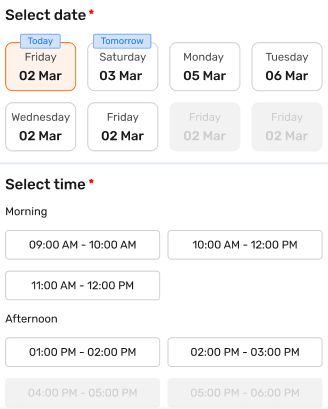 Select date *
Today Tomorrow
Friday Saturday Monday Tuesday
02 Mar 03 Mar 05 Mar 06 Mar
Wednesday Friday Friday Friday
02 Mar 02 Mar 02 Mar 02 Mar
Select time *
Morning
09:00 AM - 10:00 AM 10:00 AM - 12:00 PM
11:00 AM - 12:00 PM
Afternoon
01:00 PM - 02:00 PM 02:00 PM - 03:00 PM
04:00 PM - 05:00 PM 05:00 PM - 06:00 PM